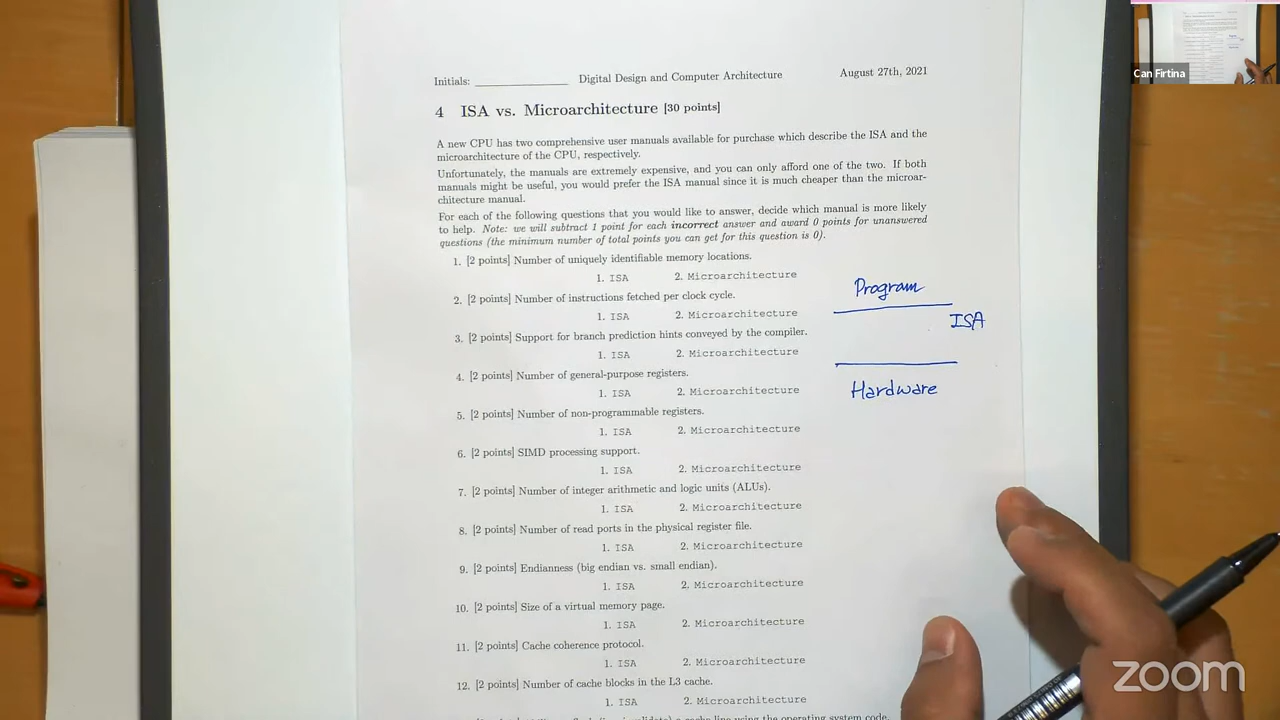 Can Firtina
Initials: Digital Design and Computer Architecture August 27th, 2021
4 ISA vs. Microarchitecture [30 points]
A new CPU has two comprehensive user manuals available for purchase which describe the ISA and the
microarchitecture of the CPU, respectively.
Unfortunately, the manuals are extremely expensive, and you can only afford one of the two. If both
manuals might be useful, you would prefer the ISA manual since it is much cheaper than the microar-
chitecture manual.
For each of the following questions that you would like to answer, decide which manual is more likely
to help. Note: we will subtract 1 point for each incorrect answer and award 0 points for unanswered
questions (the minimum number of total points you can get for this question is 0).
1. [2 points] Number of uniquely identifiable memory locations.
1. ISA 2. Microarchitecture
2. [2 points] Number of instructions fetched per clock cycle.
1. ISA 2. Microarchitecture
3. [2 points] Support for branch prediction hints conveyed by the compiler.
1. ISA 2. Microarchitecture
4. [2 points] Number of general-purpose registers.
1. ISA 2. Microarchitecture
5. [2 points] Number of non-programmable registers.
1. ISA 2. Microarchitecture
6. [2 points] SIMD processing support.
1. ISA 2. Microarchitecture
7. [2 points] Number of integer arithmetic and logic units (ALUs).
1. ISA 2. Microarchitecture
8. [2 points] Number of read ports in the physical register file.
1. ISA 2. Microarchitecture
9. [2 points] Endianness (big endian vs. small endian).
1. ISA 2. Microarchitecture
10. [2 points] Size of a virtual memory page.
1. ISA 2. Microarchitecture
11. [2 points] Cache coherence protocol.
1. ISA 2. Microarchitecture
12. [2 points] Number of cache blocks in the L3 cache.
1. ISA 2. Microarchitecture
a cache line using the operating system code.
Program
ISA
Hardware
zoom